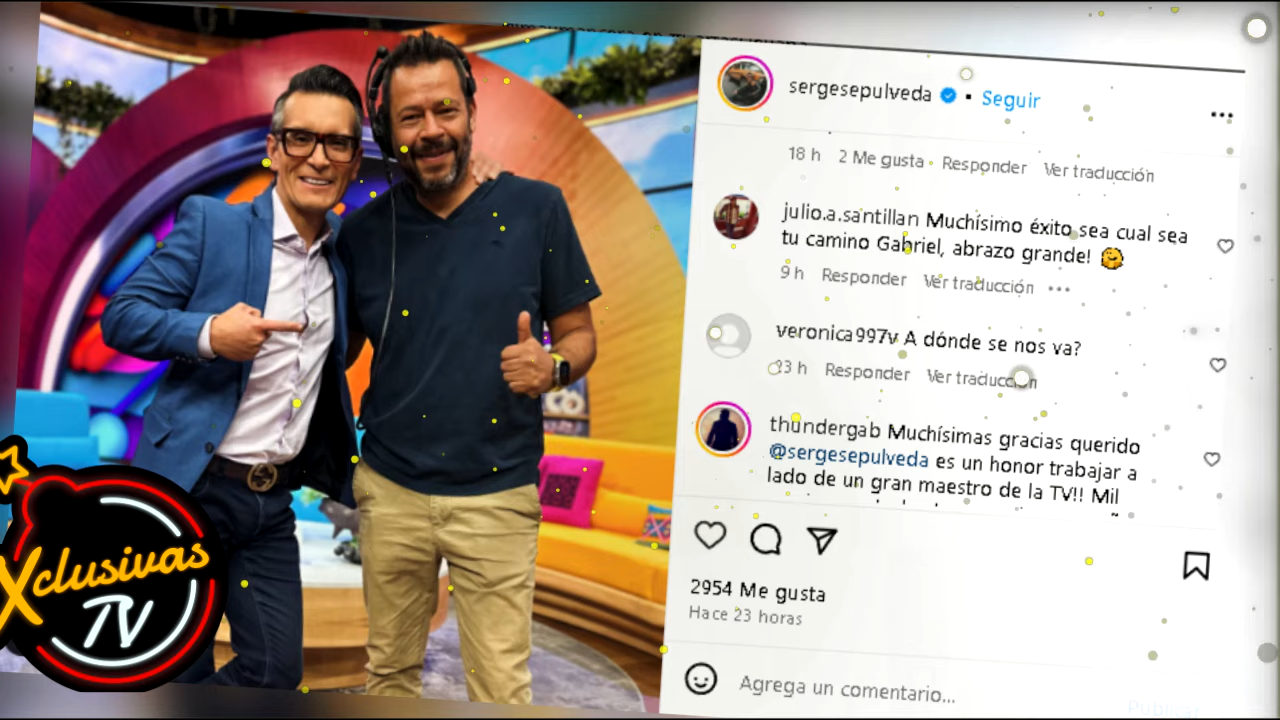 sergesepulveda
Seguir
18 h 2 Me gusta Responder Ver traducción
julio.a.santillan Muchísimo éxito sea cual sea
tu camino Gabriel, abrazo grande!
9 h Responder Ver traducción
veronica997v A dónde se nos va?
23 h Responder Ver traducción
thundergab Muchísimas gracias querido
@sergesepulveda es un honor trabajar a
lado de un gran maestro de la TV!! Mil
2954 Me gusta
Hace 23 horas
Agrega un comentario...
Publicar
Xclusivas
TV